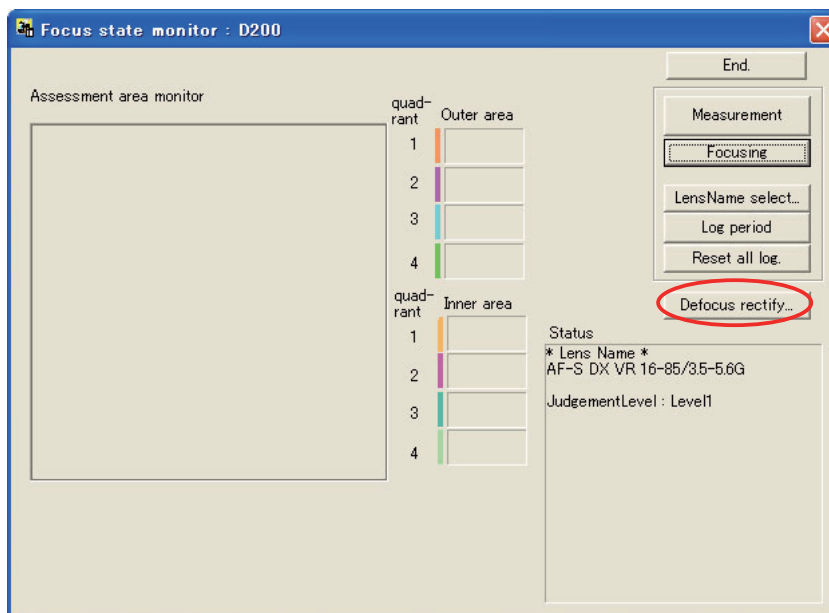 Focus state monitor : D200
End.
Assessment area monitor
quad-
rant
Outer area
1
2
3
4
Measurement
Focusing
LensName select...
Log period
Reset all log.
quad-
rant
Inner area
1
2
3
4
Defocus rectify...
Status
* Lens Name *
AF-S DX VR 16-85/3.5-5.6G
JudgementLevel : Level1